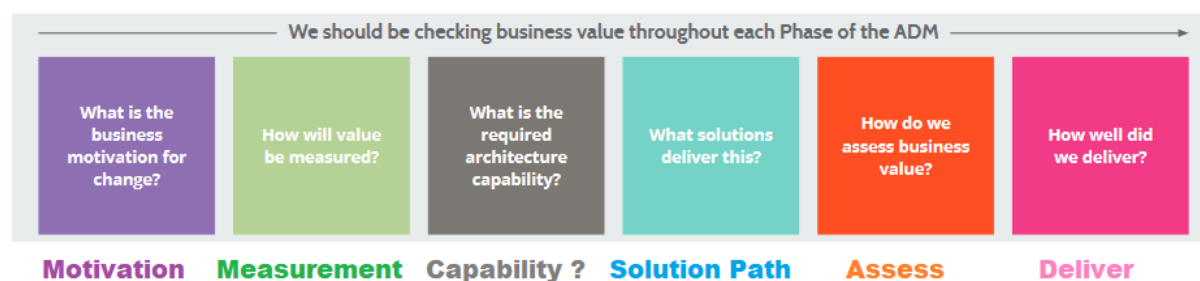 We should be checking business value throughout each Phase of the ADM
What is the
business
motivation for
change?
How will value
be measured?
What is the
required
architecture
capability?
What solutions
deliver this?
How do we
assess business
value?
How well did
we deliver?
Motivation
Measurement
Capability ?
Solution Path
Assess
Deliver